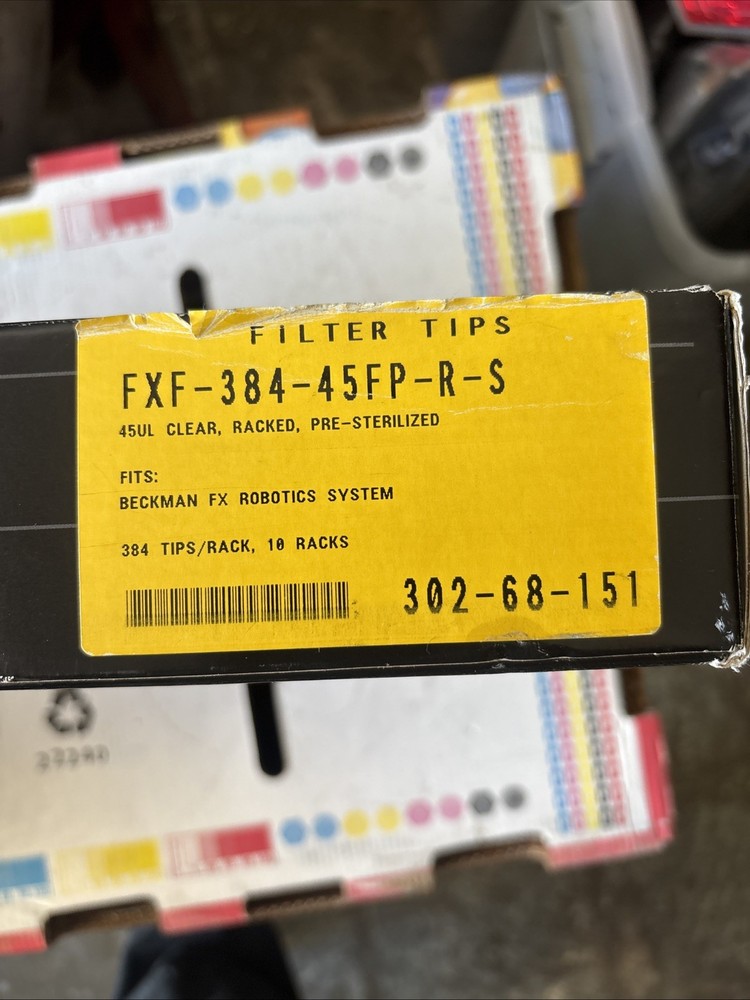 FILTER TIPS
FXF-384-45FP-R-S
45UL CLEAR, RACKED, PRE-STERILIZED
FITS:
BECKMAN FX ROBOTICS SYSTEM
384 TIPS/RACK, 10 RACKS
302-68-151